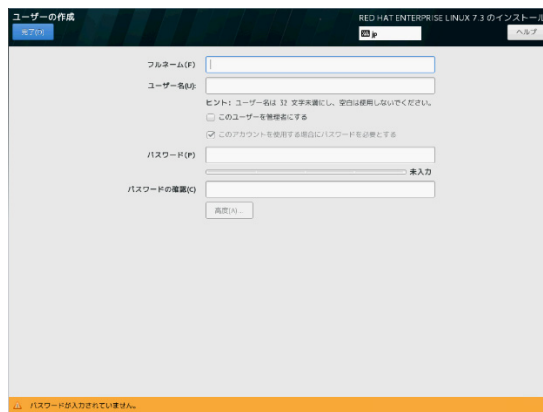 ユーザーの作成
RED HAT ENTERPRISE LINUX 7.3 のインストール
完了(D)
jp
ヘルプ
フルネーム(F)
ユーザー名(U):
ヒント: ユーザー名は 32 文字未満にし、空白は使用しないでください。
このユーザーを管理者にする
このアカウントを使用する場合にパスワードを必要とする
パスワード(P)
未入力
パスワードの確認(C)
高度(A)...
パスワードが入力されていません。